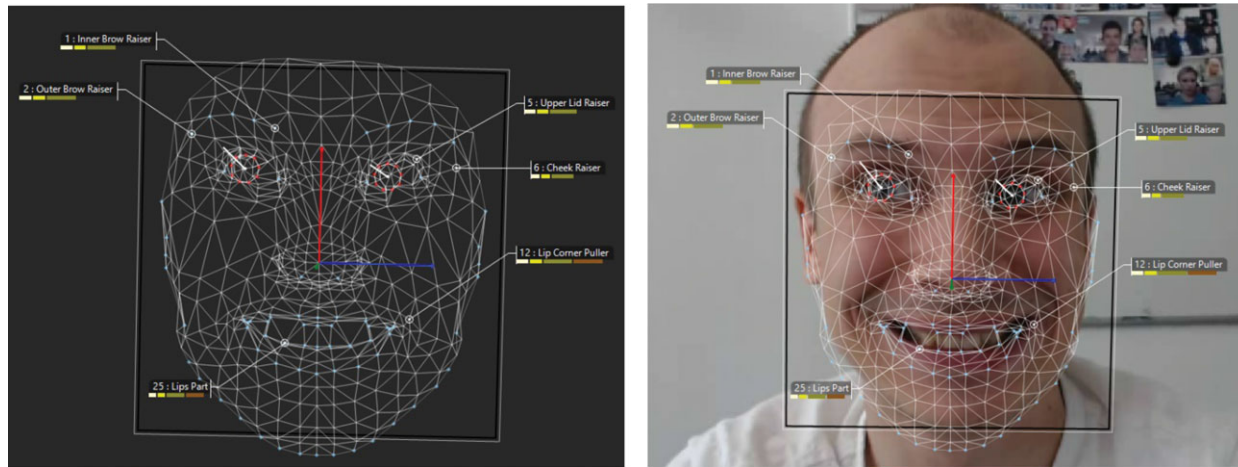 1 : Inner Brow Raiser
2 : Outer Brow Raiser
5 : Upper Lid Raiser
6 : Cheek Raiser
12 : Lip Corner Puller
25 : Lips Part
1 : Inner Brow Raiser
2 : Outer Brow Raiser
5 : Upper Lid Raiser
6 : Cheek Raiser
12 : Lip Corner Puller
25 : Lips Part